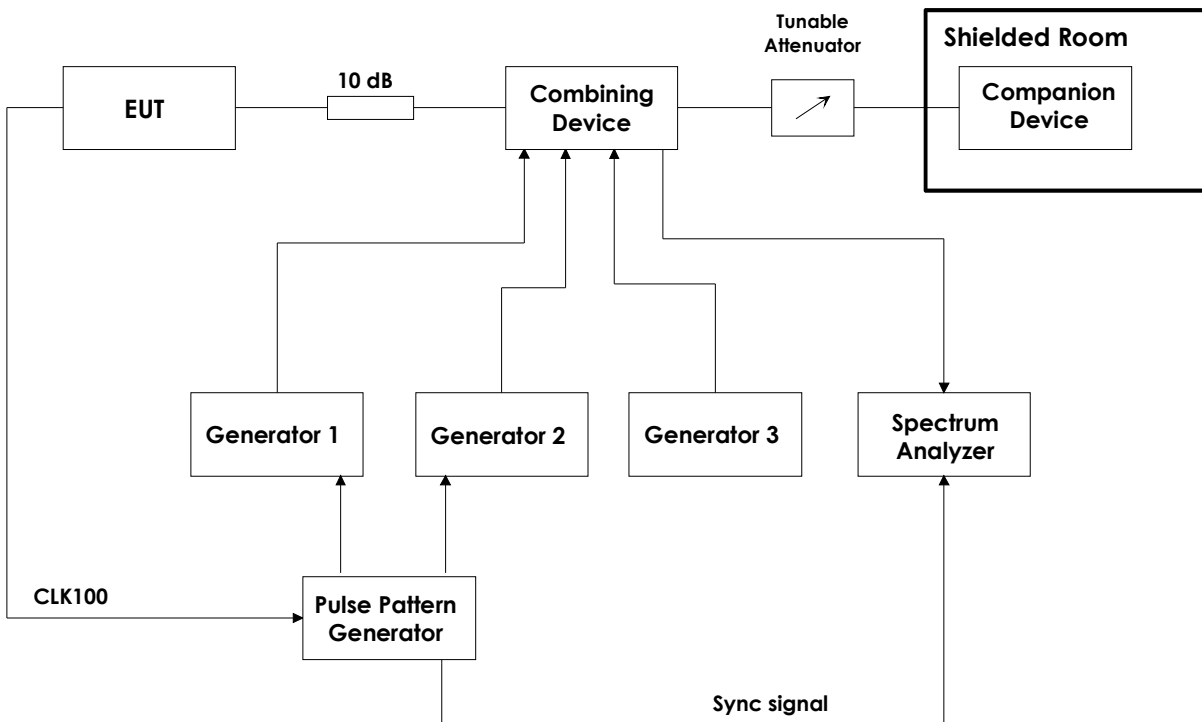 Tunable
Attenuator
Shielded Room
10 dB
EUT
Combining
Device
Companion
Device
Generator 1
Generator 2
Generator 3
Spectrum
Analyzer
CLK100
Pulse Pattern
Generator
Sync signal